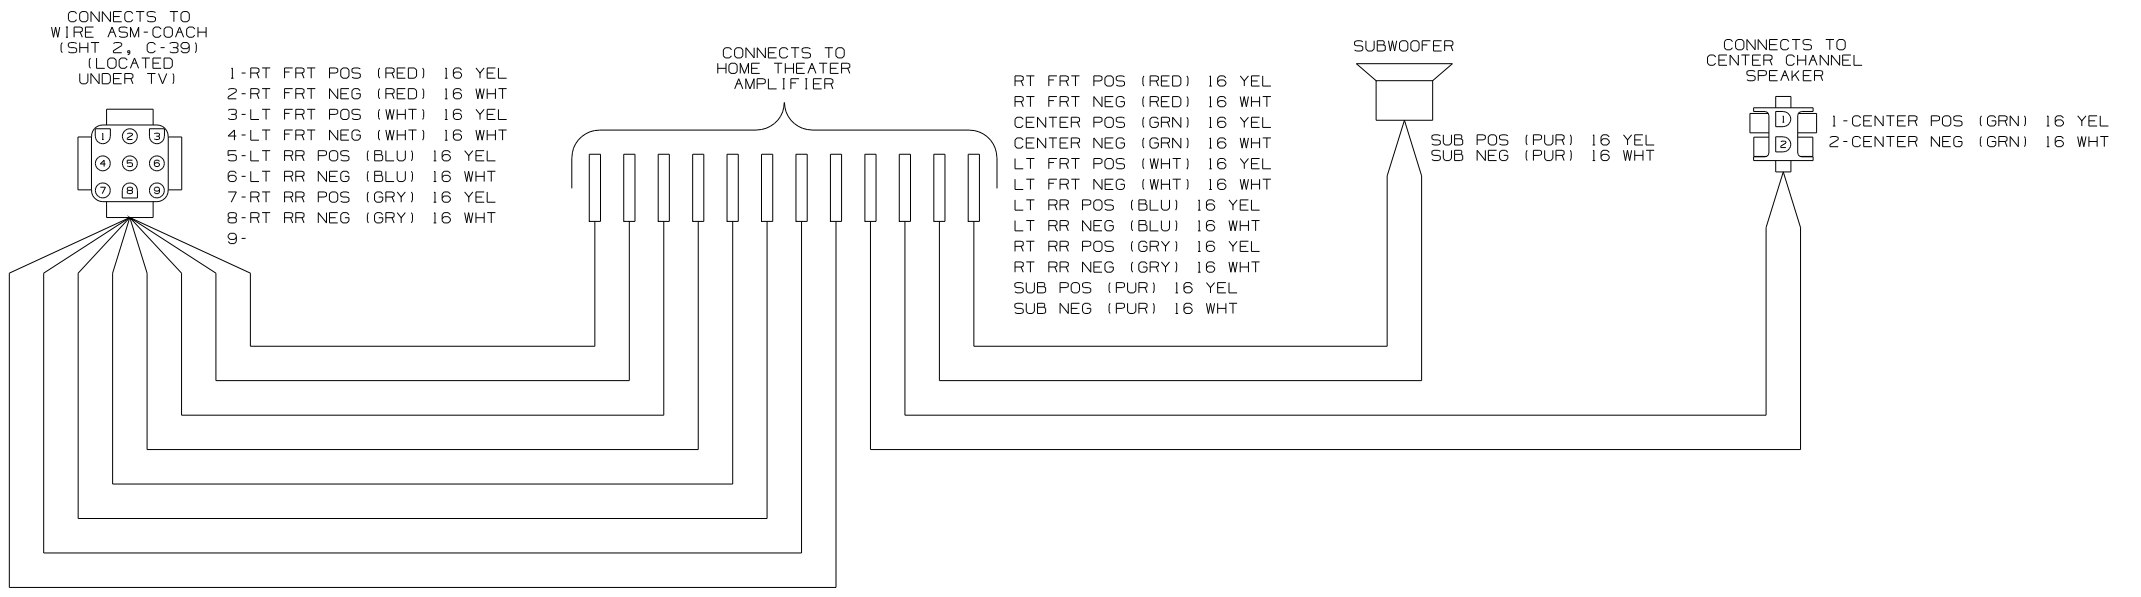 CONNECTS TO
WIRE ASM-COACH
(SHT 2, C-39)
(LOCATED
UNDER TV)
1-RT FRT POS (RED) 16 YEL
2-RT FRT NEG (RED) 16 WHT
3-LT FRT POS (WHT) 16 YEL
4-LT FRT NEG (WHT) 16 WHT
5-LT RR POS (BLU) 16 YEL
6-LT RR NEG (BLU) 16 WHT
7-RT RR POS (GRY) 16 YEL
8-RT RR NEG (GRY) 16 WHT
9-
1 2 3
4 5 6
7 8 9
CONNECTS TO
HOME THEATER
AMPLIFIER
RT FRT POS (RED) 16 YEL
RT FRT NEG (RED) 16 WHT
CENTER POS (GRN) 16 YEL
CENTER NEG (GRN) 16 WHT
LT FRT POS (WHT) 16 YEL
LT FRT NEG (WHT) 16 WHT
LT RR POS (BLU) 16 YEL
LT RR NEG (BLU) 16 WHT
RT RR POS (GRY) 16 YEL
RT RR NEG (GRY) 16 WHT
SUB POS (PUR) 16 YEL
SUB NEG (PUR) 16 WHT
SUBWOOFER
SUB POS (PUR) 16 YEL
SUB NEG (PUR) 16 WHT
CONNECTS TO
CENTER CHANNEL
SPEAKER
1
2
1-CENTER POS (GRN) 16 YEL
2-CENTER NEG (GRN) 16 WHT